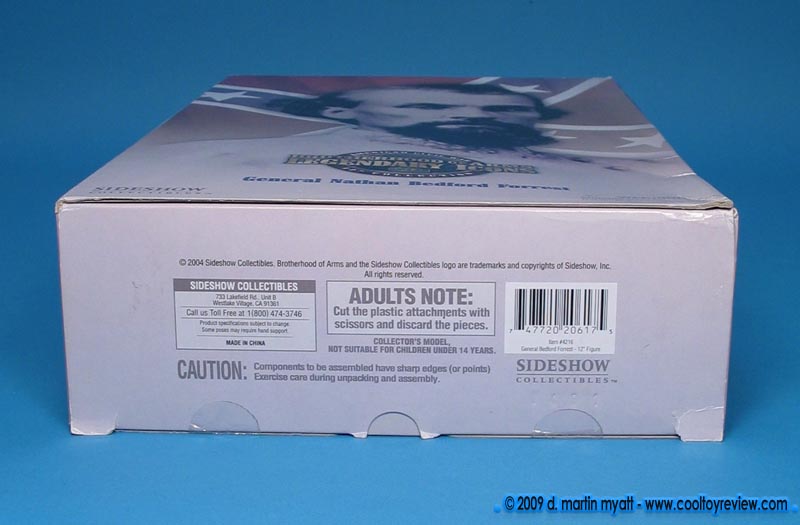 LEGENDARY
General Nathan Bedford Forrest
SIDESHOW
COLLECTIBLES
© 2004 Sideshow Collectibles. Brotherhood of Arms and the Sideshow Collectibles logo are trademarks and copyrights of Sideshow, Inc.
All rights reserved.
SIDESHOW COLLECTIBLES
733 Lakefield Rd., Unit B
Westlake Village, CA 91361
Call us Toll Free at 1(800) 474-3746
Product specifications subject to change.
Some poses may require hand support.
MADE IN CHINA
ADULTS NOTE:
Cut the plastic attachments with
scissors and discard the pieces.
COLLECTOR'S MODEL,
NOT SUITABLE FOR CHILDREN UNDER 14 YEARS.
7 47720 20617 5
Item #4216
General Bedford Forrest - 12" Figure
SIDESHOW
COLLECTIBLES™
CAUTION: Components to be assembled have sharp edges (or points)
Exercise care during unpacking and assembly.
© 2009 d. martin myatt - www.cooltoyreview.com